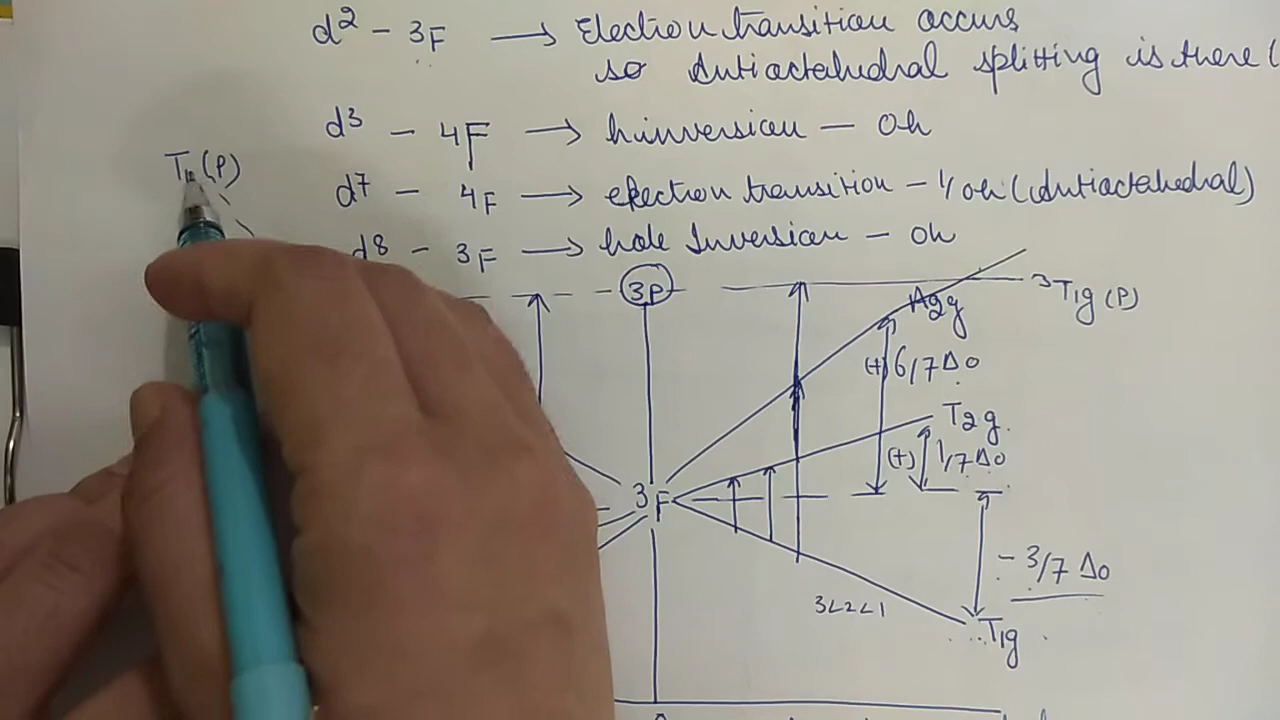 d2 - 3F → Electron transition occurs
so Antioctahedral splitting is there (
d3 - 4F → hinversion - Oh
T1g(P)
d7 - 4F → electron transition - 1/oh (Antioctahedral)
d8 - 3F → hole Inversion - Oh
3P
3T1g (P)
A2g
(+) 6/7 Δo
T2g.
(+) 1/7 Δo
3F
- 3/7 Δo
3<2<1
T1g